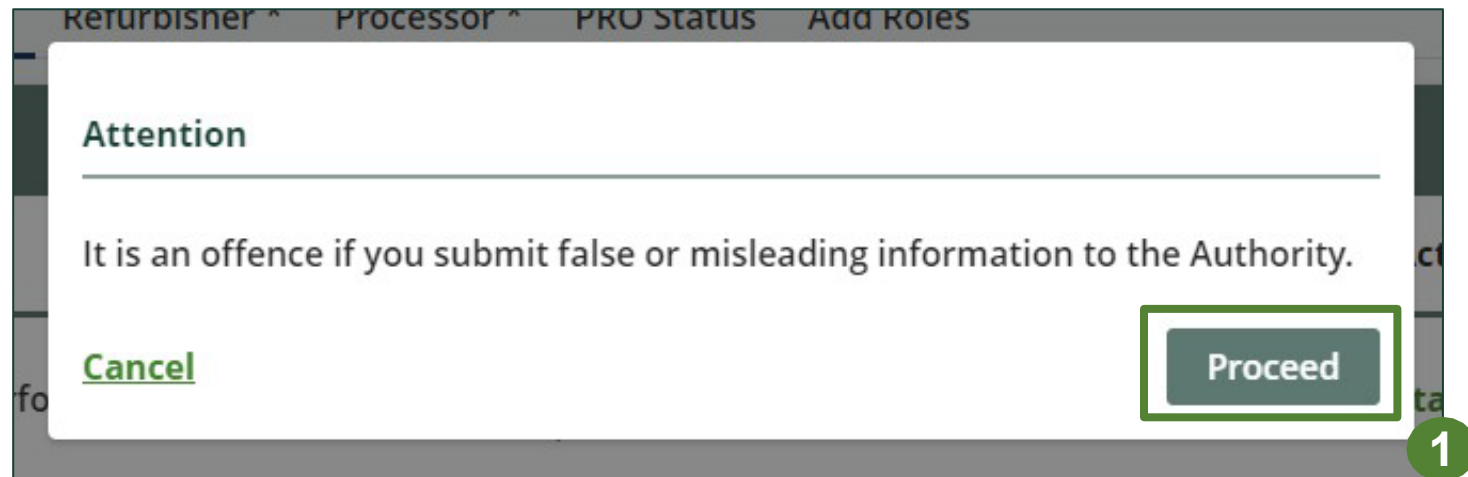 Refurbisher * Processor * PRO Status Add Roles
Attention
It is an offence if you submit false or misleading information to the Authority.
Cancel
Proceed
1